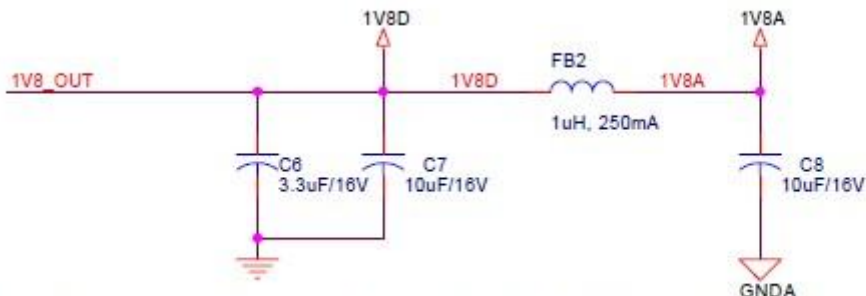 1V8D
1V8A
FB2
1V8_OUT
1V8D
1V8A
1uH, 250mA
C6
3.3uF/16V
C7
10uF/16V
C8
10uF/16V
GNDA